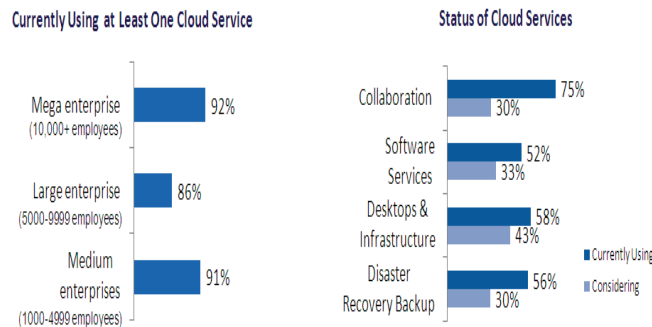 Currently Using at Least One Cloud Service
Mega enterprise
(10,000+ employees)
92%
Large enterprise
(5000-9999 employees)
86%
Medium
enterprises
(1000-4999 employees)
91%
Status of Cloud Services
Collaboration
75%
30%
Software
Services
52%
33%
Desktops &
Infrastructure
58%
43%
Disaster
Recovery Backup
56%
30%
Currently Using
Considering